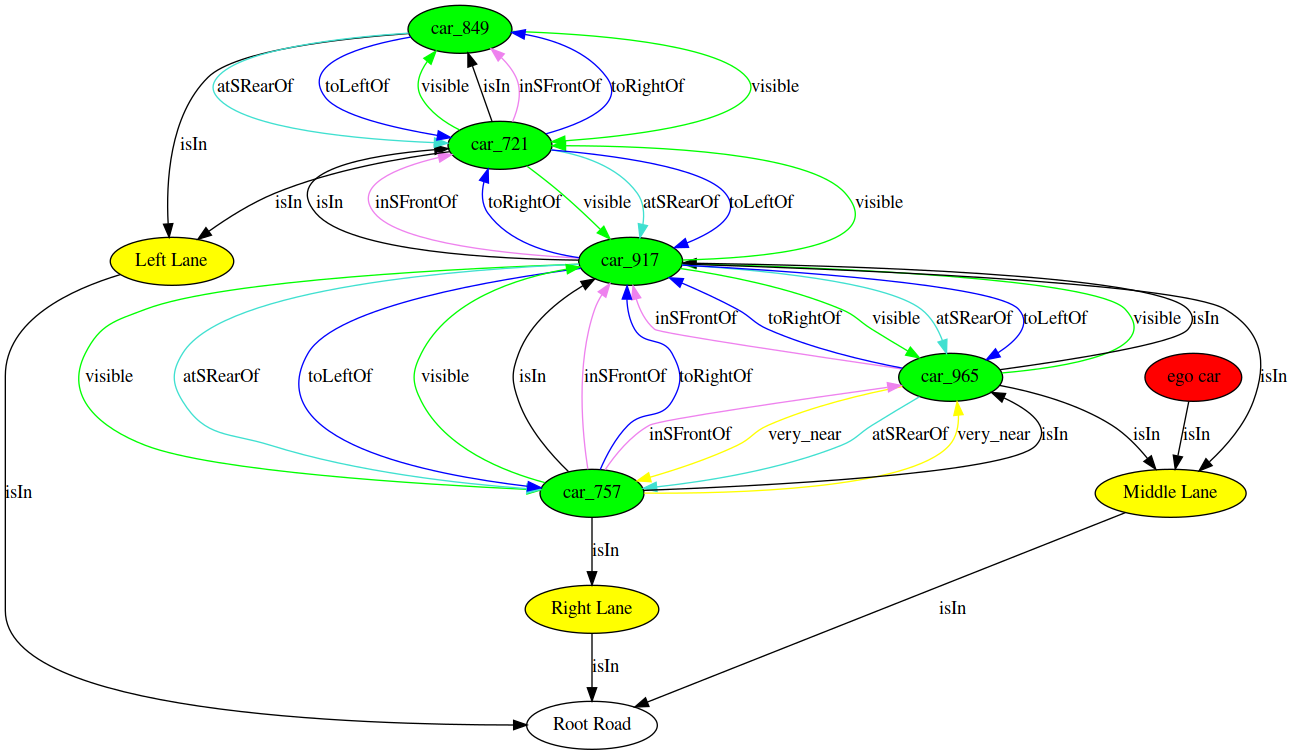 car_849
atSRearOf
toLeftOf
visible
isIn
inSFrontOf
toRightOf
visible
isIn
car_721
isIn
isIn
inSFrontOf
toRightOf
visible
atSRearOf
toLeftOf
visible
Left Lane
car_917
inSFrontOf
toRightOf
visible
atSRearOf
toLeftOf
visible
isIn
visible
atSRearOf
toLeftOf
visible
isIn
inSFrontOf
toRightOf
car_965
ego car
isIn
inSFrontOf
very_near
atSRearOf
very_near
isIn
isIn
isIn
isIn
car_757
Middle Lane
isIn
Right Lane
isIn
isIn
Root Road